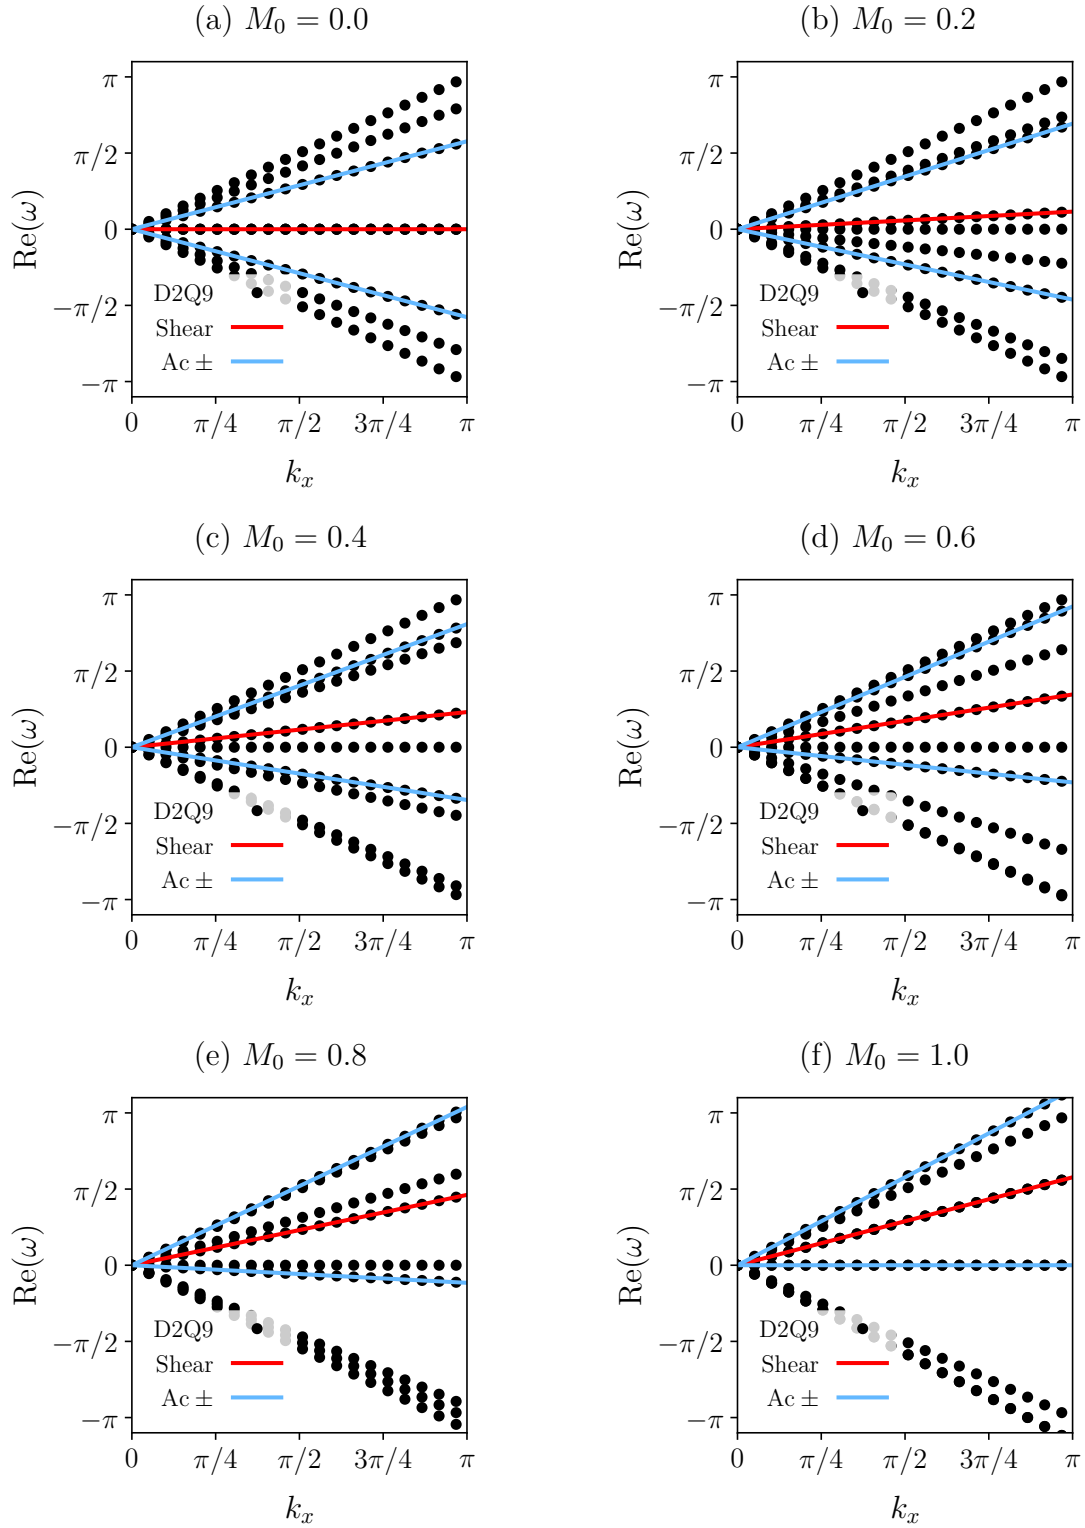 (a) M₀ = 0.0
(b) M₀ = 0.2
π
π/2
0
−π/2
−π
Re(ω)
D2Q9
Shear
Ac ±
0 π/4 π/2 3π/4 π
kₓ
π
π/2
0
−π/2
−π
Re(ω)
D2Q9
Shear
Ac ±
0 π/4 π/2 3π/4 π
kₓ
(c) M₀ = 0.4
(d) M₀ = 0.6
π
π/2
0
−π/2
−π
Re(ω)
D2Q9
Shear
Ac ±
0 π/4 π/2 3π/4 π
kₓ
π
π/2
0
−π/2
−π
Re(ω)
D2Q9
Shear
Ac ±
0 π/4 π/2 3π/4 π
kₓ
(e) M₀ = 0.8
(f) M₀ = 1.0
π
π/2
0
−π/2
−π
Re(ω)
D2Q9
Shear
Ac ±
0 π/4 π/2 3π/4 π
kₓ
π
π/2
0
−π/2
−π
Re(ω)
D2Q9
Shear
Ac ±
0 π/4 π/2 3π/4 π
kₓ